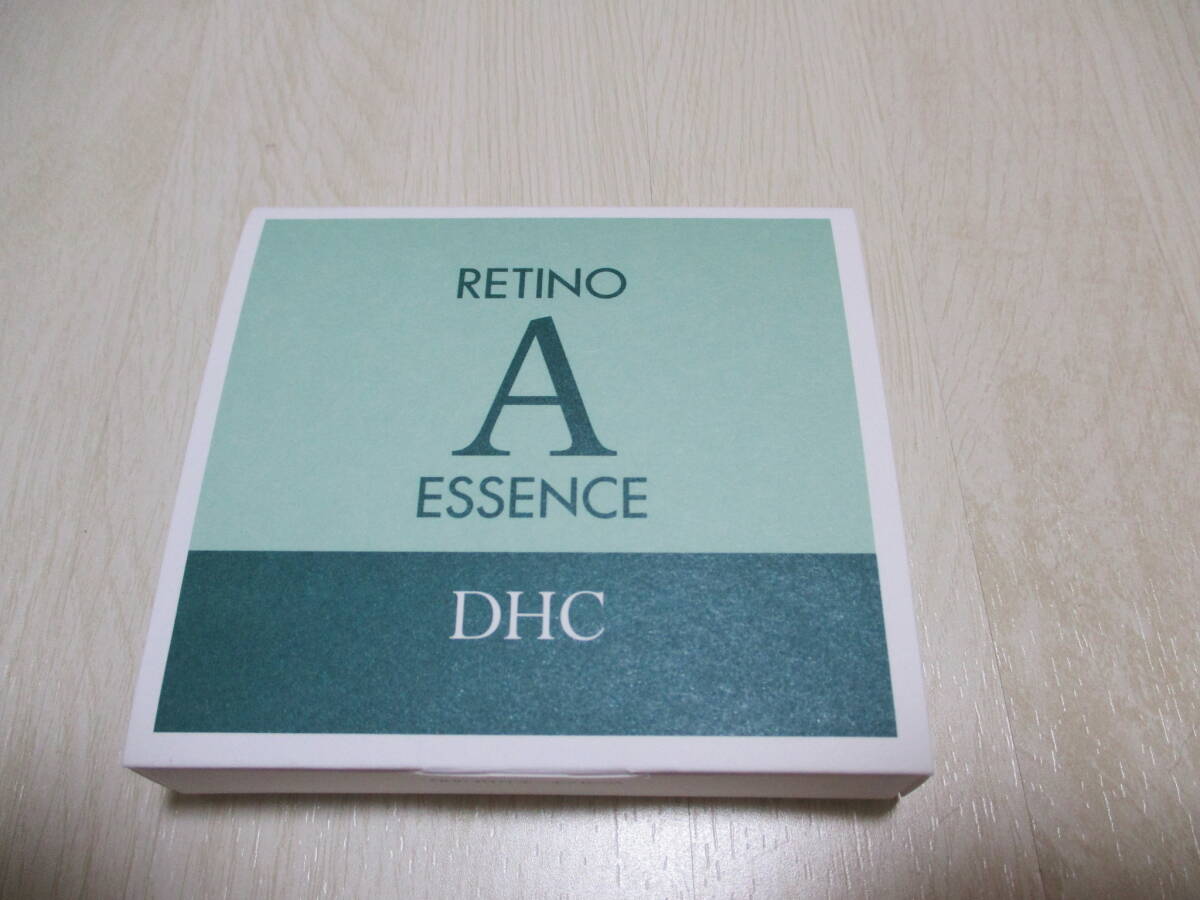 RETINO
A
ESSENCE
DHC